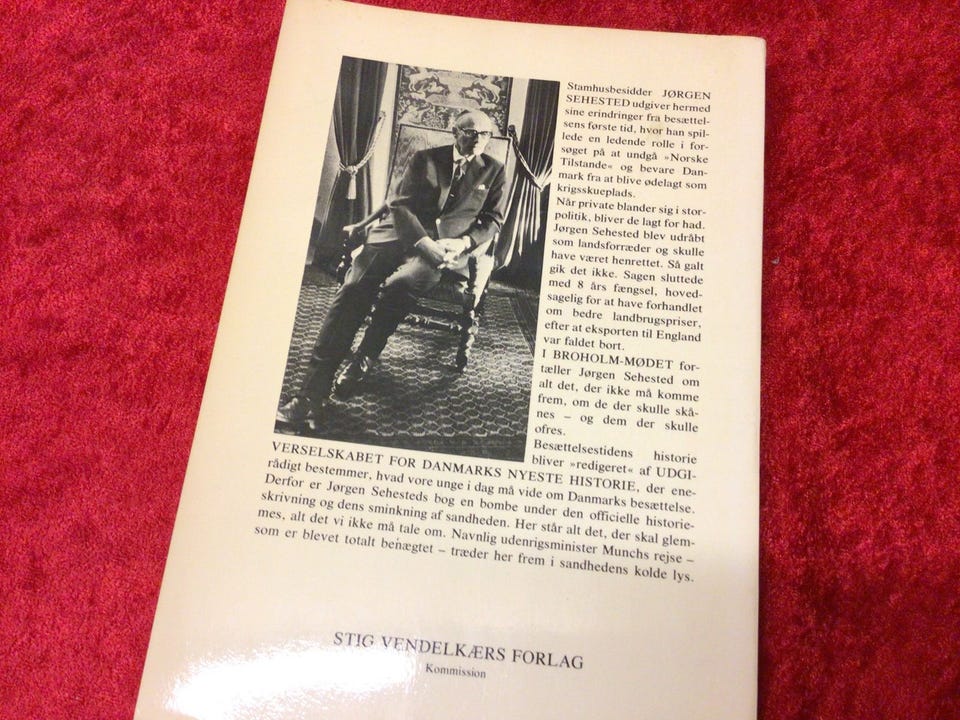 Stamhusbesidder JØRGEN
SEHESTED udgiver hermed
sine erindringer fra besættel-
sens første tid, hvor han spil-
lede en ledende rolle i for-
søget på at undgå »Norske
Tilstande« og bevare Dan-
mark fra at blive ødelagt som
krigsskueplads.
Når private blander sig i stor-
politik, bliver de lagt for had.
Jørgen Sehested blev udråbt
som landsforræder og skulle
have været henrettet. Så galt
gik det ikke. Sagen sluttede
med 8 års fængsel, hoved-
sagelig for at have forhandlet
om bedre landbrugspriser,
efter at eksporten til England
var faldet bort.
I BROHOLM-MØDET for-
tæller Jørgen Sehested om
alt det, der ikke må komme
frem, om de der skulle skå-
nes – og dem der skulle
ofres.
Besættelsestidens historie
bliver »redigeret« af UDGI-
VERSELSKABET FOR DANMARKS NYESTE HISTORIE, der ene-
rådigt bestemmer, hvad vore unge i dag må vide om Danmarks besættelse.
Derfor er Jørgen Sehesteds bog en bombe under den officielle historie-
skrivning og dens sminkning af sandheden. Her står alt det, der skal glem-
mes, alt det vi ikke må tale om. Navnlig udenrigsminister Munchs rejse –
som er blevet totalt benægtet – træder her frem i sandhedens kolde lys.
STIG VENDELKÆRS FORLAG
Kommission